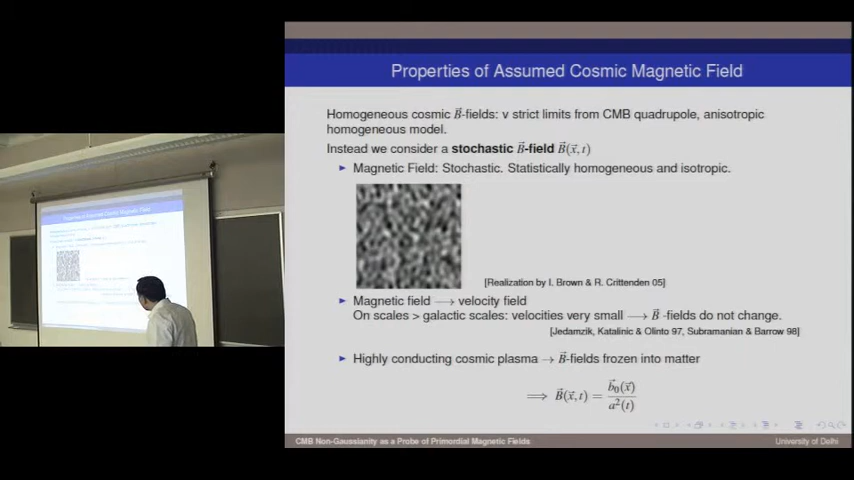 Properties of Assumed Cosmic Magnetic Field
Homogeneous cosmic B⃗-fields: v strict limits from CMB quadrupole, anisotropic
homogeneous model.
Instead we consider a stochastic B⃗-field B⃗(x⃗, t)
Magnetic Field: Stochastic. Statistically homogeneous and isotropic.
[Realization by I. Brown & R. Crittenden 05]
Magnetic field ⟶ velocity field
On scales > galactic scales: velocities very small ⟶ B⃗ -fields do not change.
[Jedamzik, Katalinic & Olinto 97, Subramanian & Barrow 98]
Highly conducting cosmic plasma → B⃗-fields frozen into matter
⟹ B⃗(x⃗, t) = b⃗₀(x⃗) / a²(t)
CMB Non-Gaussianity as a Probe of Primordial Magnetic Fields
University of Delhi